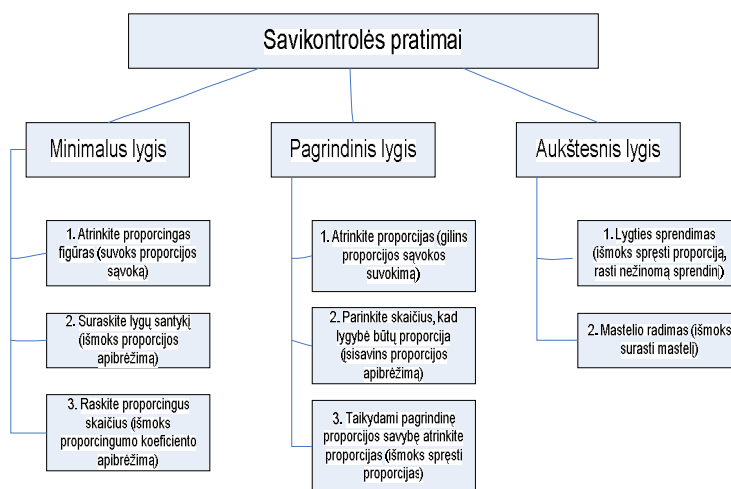 Savikontrolės pratimai
Minimalus lygis
Pagrindinis lygis
Aukštesnis lygis
1. Atrinkite proporcingas
figūras (suvoks proporcijos
sąvoką)
2. Suraskite lygų santykį
(išmoks proporcijos
apibrėžimą)
3. Raskite proporcingus
skaičius (išmoks
proporcingumo koeficiento
apibrėžimą)
1. Atrinkite proporcijas (gilins
proporcijos sąvokos
suvokimą)
2. Parinkite skaičius, kad
lygybė būtų proporcija
(įsisavins proporcijos
apibrėžimą)
3. Taikydami pagrindinę
proporcijos savybę atrinkite
proporcijas (išmoks spręsti
proporcijas)
1. Lygties sprendimas
(išmoks spręsti proporciją,
rasti nežinomą sprendinį)
2. Mastelio radimas (išmoks
surasti mastelį)